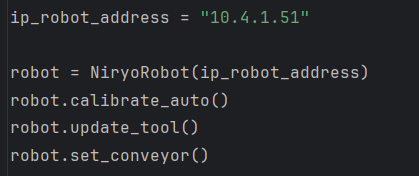 ip_robot_address = "10.4.1.51"
robot = NiryoRobot(ip_robot_address)
robot.calibrate_auto()
robot.update_tool()
robot.set_conveyor()